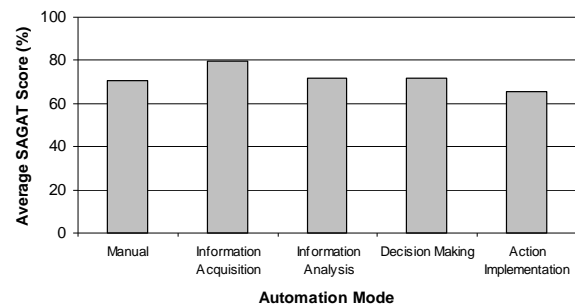 Average SAGAT Score (%)
100
80
60
40
20
0
Manual
Information
Acquisition
Information
Analysis
Decision Making
Action
Implementation
Automation Mode